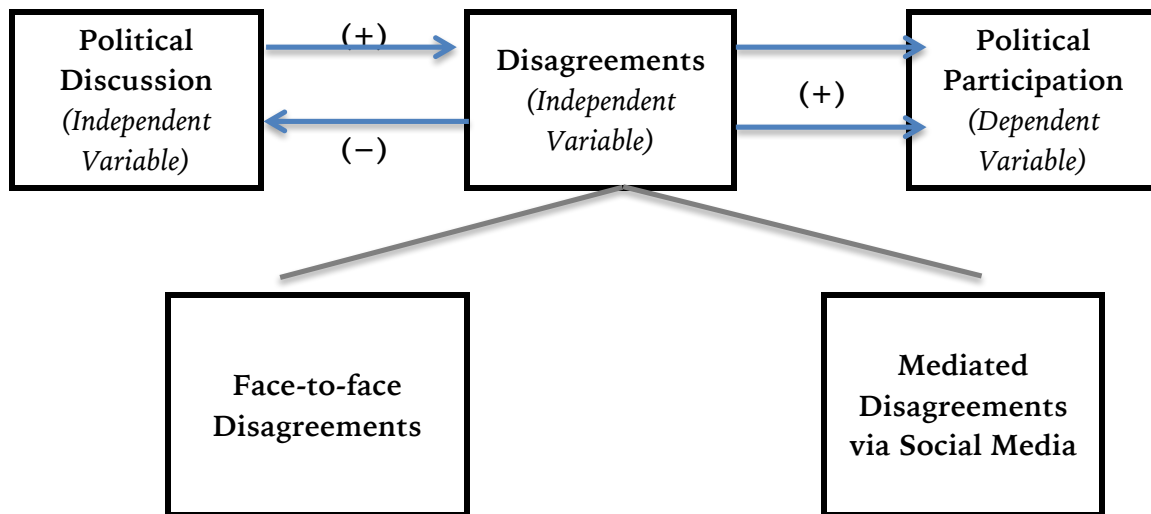 Political
Discussion
(Independent
Variable)
(+)
(−)
Disagreements
(Independent
Variable)
(+)
Political
Participation
(Dependent
Variable)
Face-to-face
Disagreements
Mediated
Disagreements
via Social Media